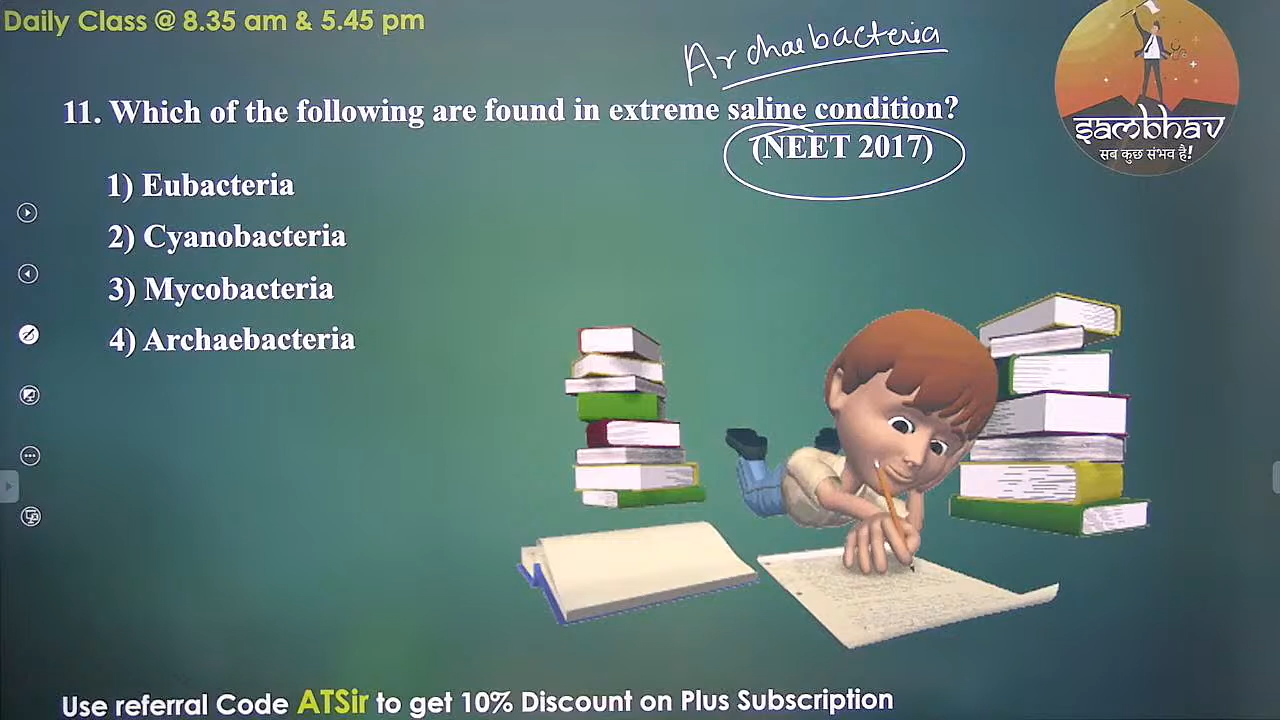 Daily Class @ 8.35 am & 5.45 pm
Archaebacteria
11. Which of the following are found in extreme saline condition?
(NEET 2017)
1) Eubacteria
2) Cyanobacteria
3) Mycobacteria
4) Archaebacteria
sambhav
सब कुछ संभव है!
Use referral Code ATSir to get 10% Discount on Plus Subscription